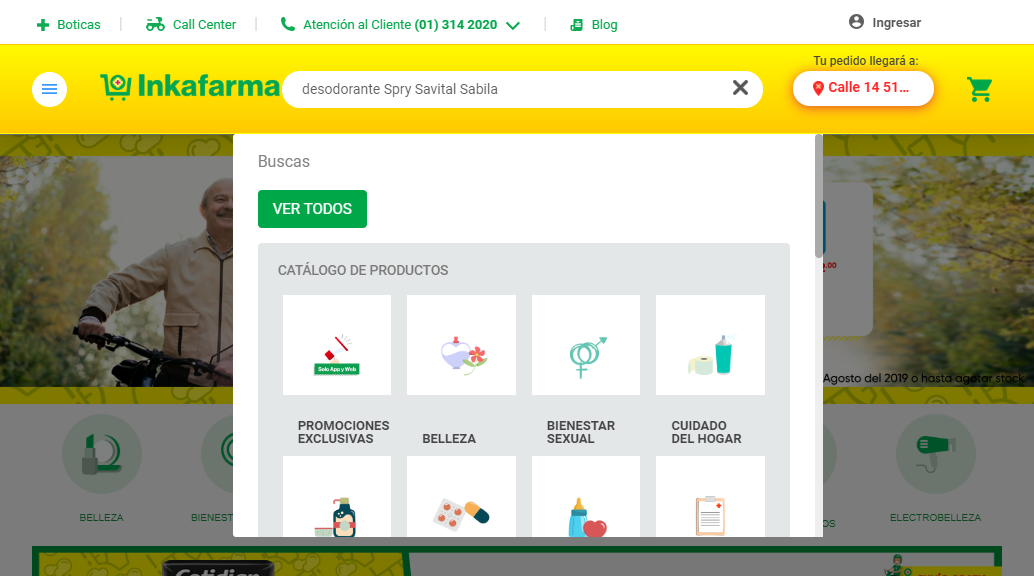 Boticas
Call Center
Atención al Cliente (01) 314 2020
Blog
Ingresar
Inkafarma
desodorante Spry Savital Sabila
Tu pedido llegará a:
Calle 14 51...
Buscas
VER TODOS
CATÁLOGO DE PRODUCTOS
Solo App y Web
PROMOCIONES
EXCLUSIVAS
BELLEZA
BIENESTAR
SEXUAL
CUIDADO
DEL HOGAR
Agosto del 2019 o hasta agotar stock.
BELLEZA
BIENEST
OS
ELECTROBELLEZA